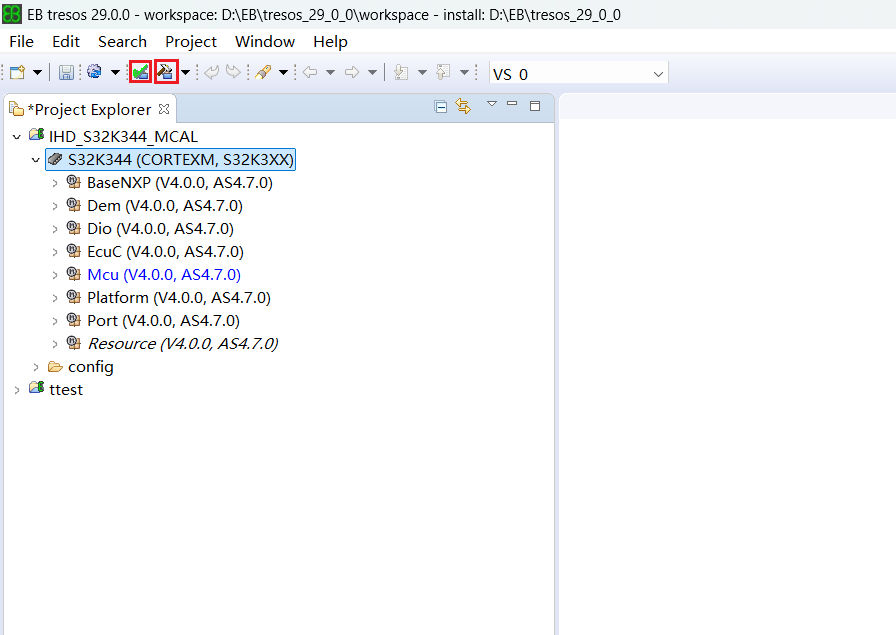 EB tresos 29.0.0 - workspace: D:\EB\tresos_29_0_0\workspace - install: D:\EB\tresos_29_0_0
File Edit Search Project Window Help
VS_0
*Project Explorer
IHD_S32K344_MCAL
S32K344 (CORTEXM, S32K3XX)
BaseNXP (V4.0.0, AS4.7.0)
Dem (V4.0.0, AS4.7.0)
Dio (V4.0.0, AS4.7.0)
EcuC (V4.0.0, AS4.7.0)
Mcu (V4.0.0, AS4.7.0)
Platform (V4.0.0, AS4.7.0)
Port (V4.0.0, AS4.7.0)
Resource (V4.0.0, AS4.7.0)
config
ttest